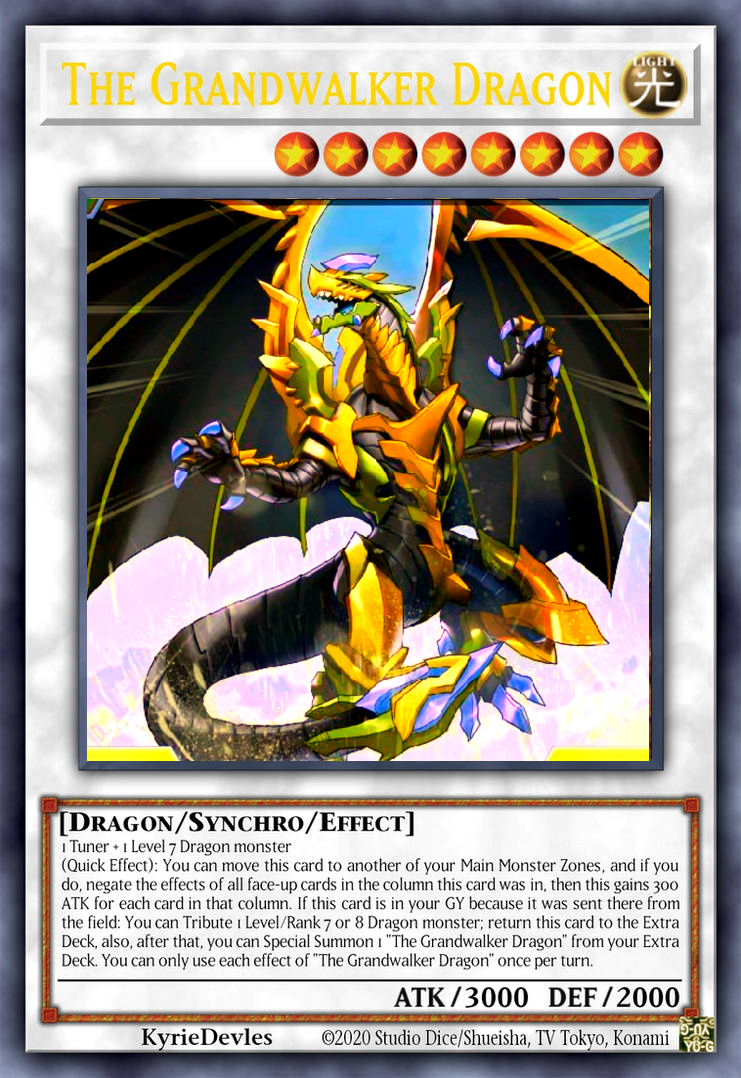 The Grandwalker Dragon
LIGHT
光
[Dragon/Synchro/Effect]
1 Tuner + 1 Level 7 Dragon monster
(Quick Effect): You can move this card to another of your Main Monster Zones, and if you
do, negate the effects of all face-up cards in the column this card was in, then this gains 300
ATK for each card in that column. If this card is in your GY because it was sent there from
the field: You can Tribute 1 Level/Rank 7 or 8 Dragon monster; return this card to the Extra
Deck, also, after that, you can Special Summon 1 "The Grandwalker Dragon" from your Extra
Deck. You can only use each effect of "The Grandwalker Dragon" once per turn.
ATK/3000 DEF/2000
KyrieDevles ©2020 Studio Dice/Shueisha, TV Tokyo, Konami